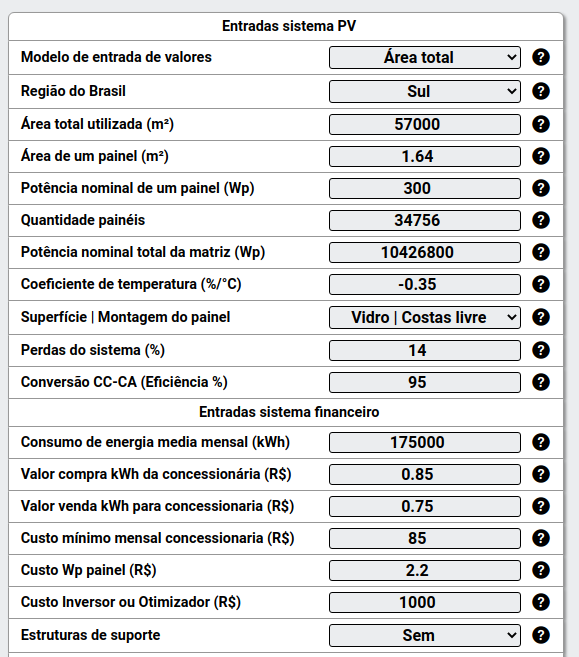 Entradas sistema PV
Modelo de entrada de valores Área total ?
Região do Brasil Sul ?
Área total utilizada (m²) 57000 ?
Área de um painel (m²) 1.64 ?
Potência nominal de um painel (Wp) 300 ?
Quantidade painéis 34756 ?
Potência nominal total da matriz (Wp) 10426800 ?
Coeficiente de temperatura (%/°C) -0.35 ?
Superfície | Montagem do painel Vidro | Costas livre ?
Perdas do sistema (%) 14 ?
Conversão CC-CA (Eficiência %) 95 ?
Entradas sistema financeiro
Consumo de energia media mensal (kWh) 175000 ?
Valor compra kWh da concessionária (R$) 0.85 ?
Valor venda kWh para concessionaria (R$) 0.75 ?
Custo mínimo mensal concessionaria (R$) 85 ?
Custo Wp painel (R$) 2.2 ?
Custo Inversor ou Otimizador (R$) 1000 ?
Estruturas de suporte Sem ?